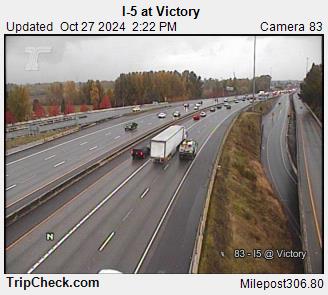 I-5 at Victory
Updated Oct 27 2024 2:22 PM Camera 83
N
83 - I5 @ Victory
TripCheck.com Milepost306.80